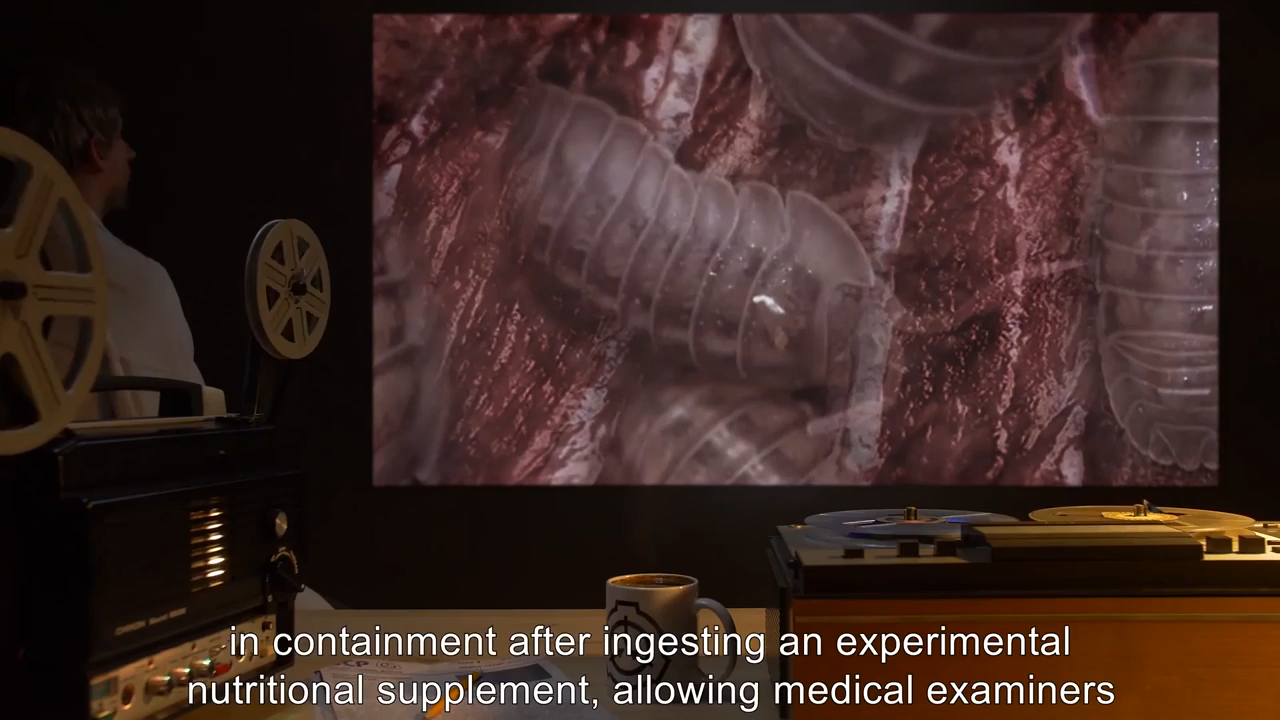 in containment after ingesting an experimental
nutritional supplement, allowing medical examiners